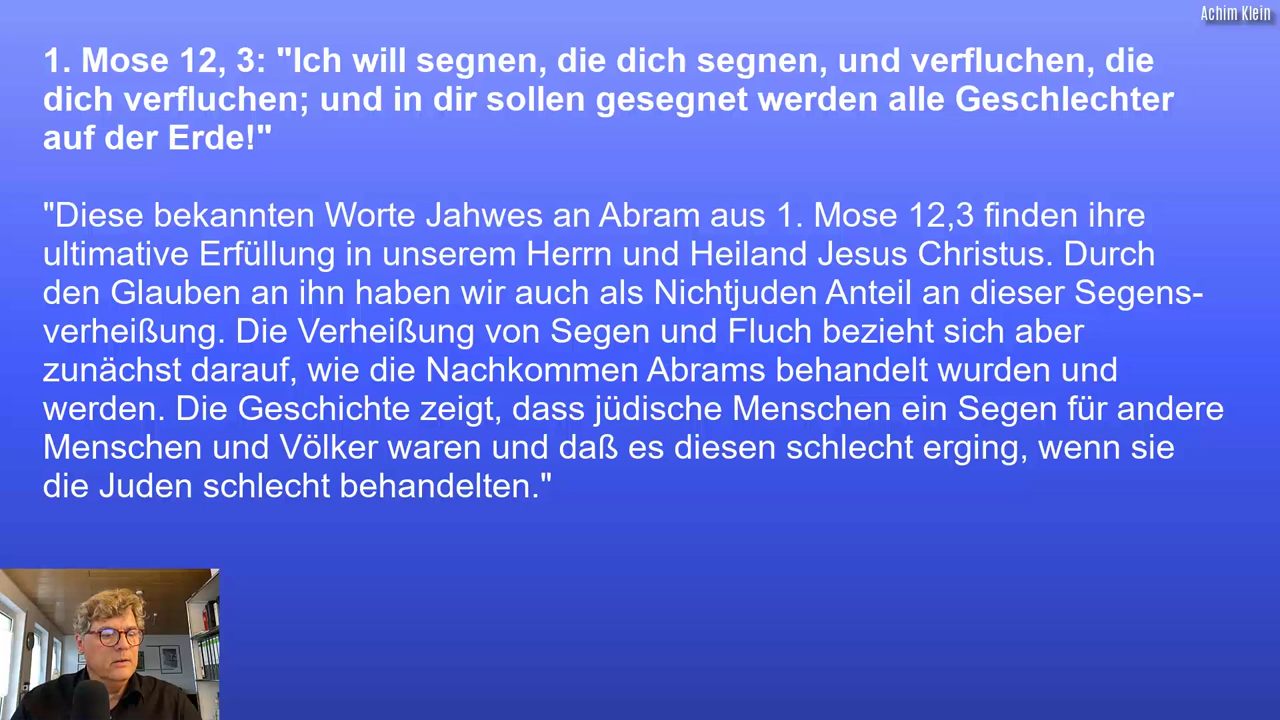 Achim Klein
1. Mose 12, 3: "Ich will segnen, die dich segnen, und verfluchen, die
dich verfluchen; und in dir sollen gesegnet werden alle Geschlechter
auf der Erde!"
"Diese bekannten Worte Jahwes an Abram aus 1. Mose 12,3 finden ihre
ultimative Erfüllung in unserem Herrn und Heiland Jesus Christus. Durch
den Glauben an ihn haben wir auch als Nichtjuden Anteil an dieser Segens-
verheißung. Die Verheißung von Segen und Fluch bezieht sich aber
zunächst darauf, wie die Nachkommen Abrams behandelt wurden und
werden. Die Geschichte zeigt, dass jüdische Menschen ein Segen für andere
Menschen und Völker waren und daß es diesen schlecht erging, wenn sie
die Juden schlecht behandelten."